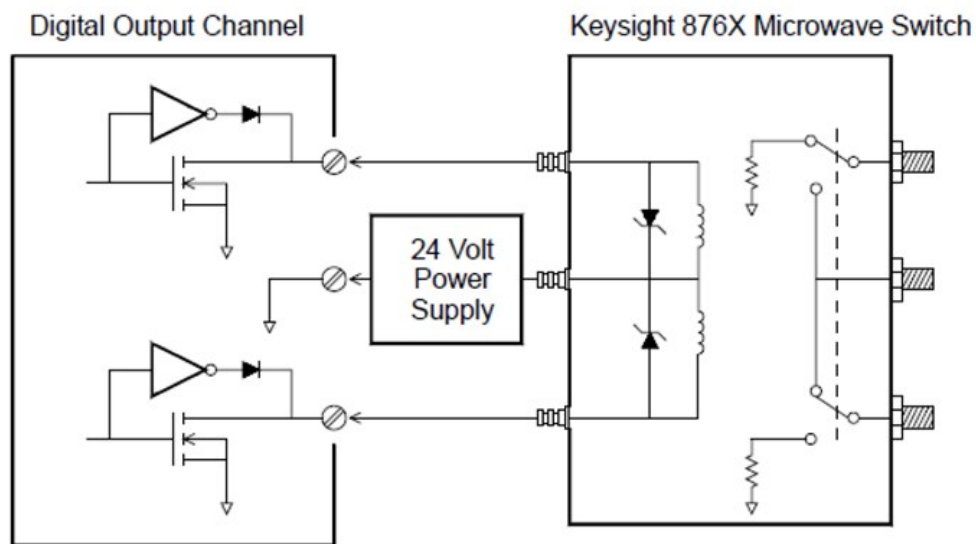 Digital Output Channel
Keysight 876X Microwave Switch
24 Volt
Power
Supply